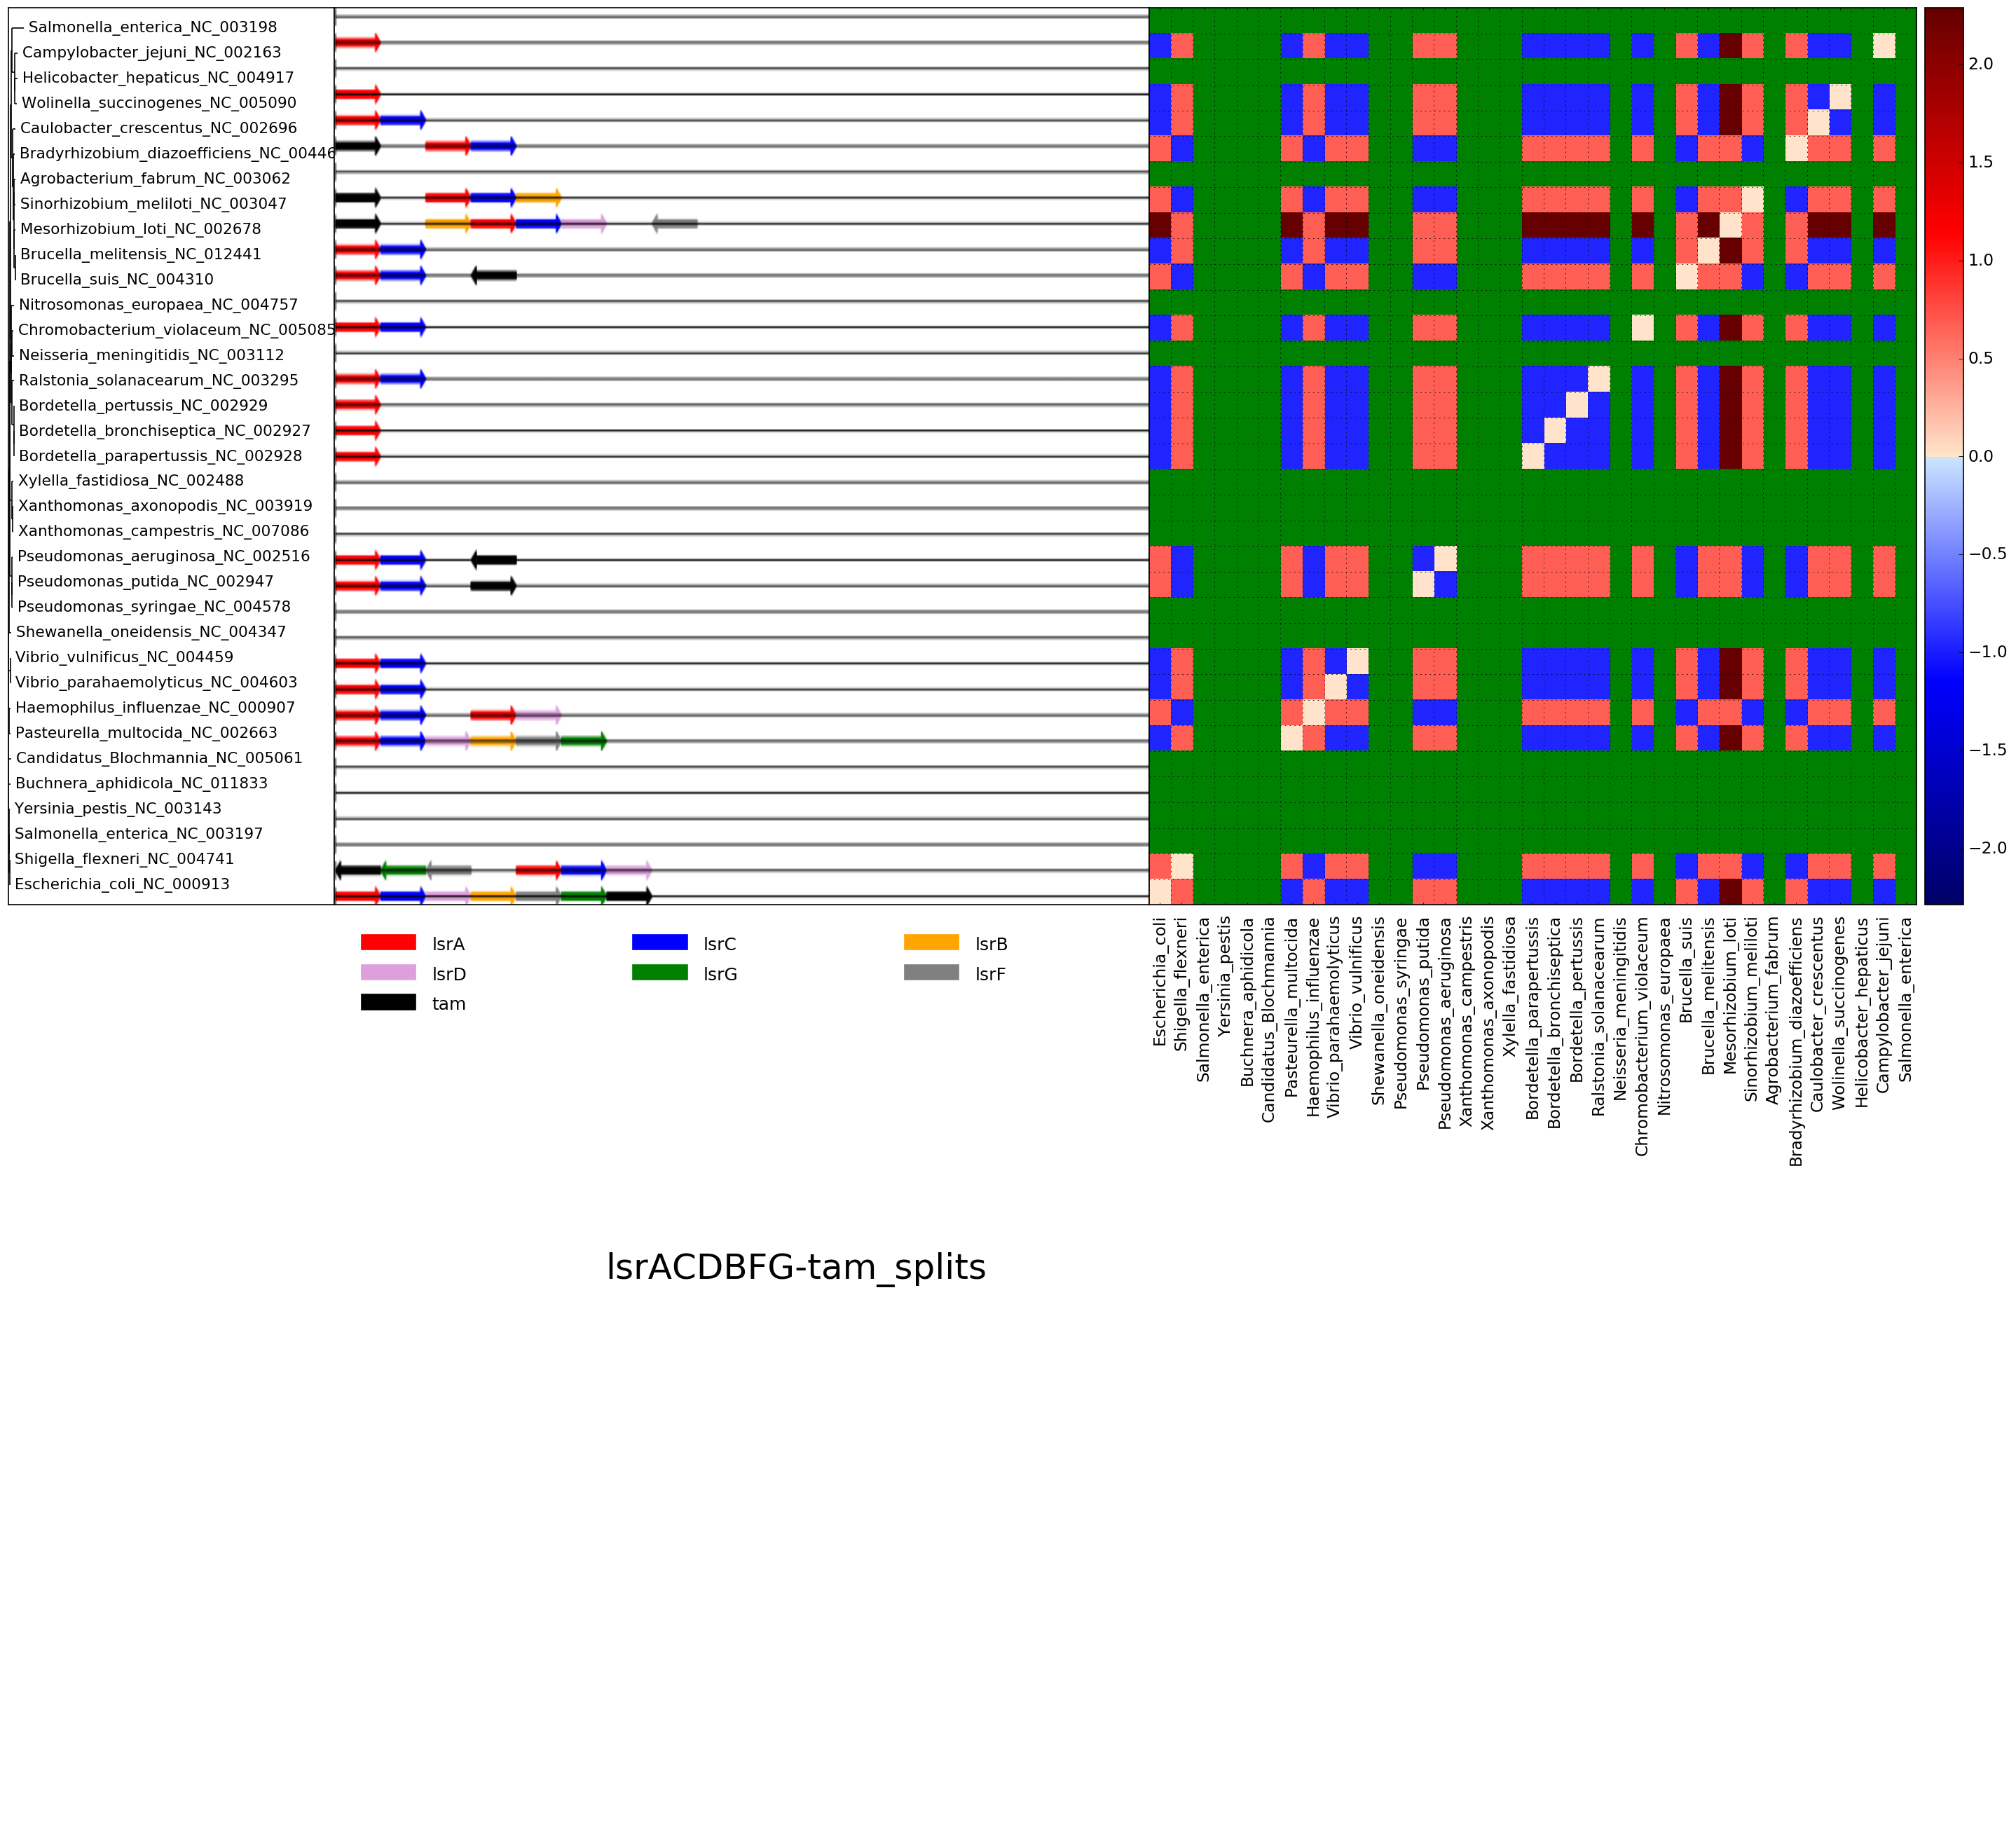 Salmonella_enterica_NC_003198
Campylobacter_jejuni_NC_002163
Helicobacter_hepaticus_NC_004917
Wolinella_succinogenes_NC_005090
Caulobacter_crescentus_NC_002696
Bradyrhizobium_diazoefficiens_NC_00446
Agrobacterium_fabrum_NC_003062
Sinorhizobium_meliloti_NC_003047
Mesorhizobium_loti_NC_002678
Brucella_melitensis_NC_012441
Brucella_suis_NC_004310
Nitrosomonas_europaea_NC_004757
Chromobacterium_violaceum_NC_005085
Neisseria_meningitidis_NC_003112
Ralstonia_solanacearum_NC_003295
Bordetella_pertussis_NC_002929
Bordetella_bronchiseptica_NC_002927
Bordetella_parapertussis_NC_002928
Xylella_fastidiosa_NC_002488
Xanthomonas_axonopodis_NC_003919
Xanthomonas_campestris_NC_007086
Pseudomonas_aeruginosa_NC_002516
Pseudomonas_putida_NC_002947
Pseudomonas_syringae_NC_004578
Shewanella_oneidensis_NC_004347
Vibrio_vulnificus_NC_004459
Vibrio_parahaemolyticus_NC_004603
Haemophilus_influenzae_NC_000907
Pasteurella_multocida_NC_002663
Candidatus_Blochmannia_NC_005061
Buchnera_aphidicola_NC_011833
Yersinia_pestis_NC_003143
Salmonella_enterica_NC_003197
Shigella_flexneri_NC_004741
Escherichia_coli_NC_000913
2.0
1.5
1.0
0.5
0.0
−0.5
−1.0
−1.5
−2.0
Escherichia_coli
Shigella_flexneri
Salmonella_enterica
Yersinia_pestis
Buchnera_aphidicola
Candidatus_Blochmannia
Pasteurella_multocida
Haemophilus_influenzae
Vibrio_parahaemolyticus
Vibrio_vulnificus
Shewanella_oneidensis
Pseudomonas_syringae
Pseudomonas_putida
Pseudomonas_aeruginosa
Xanthomonas_campestris
Xanthomonas_axonopodis
Xylella_fastidiosa
Bordetella_parapertussis
Bordetella_bronchiseptica
Bordetella_pertussis
Ralstonia_solanacearum
Neisseria_meningitidis
Chromobacterium_violaceum
Nitrosomonas_europaea
Brucella_suis
Brucella_melitensis
Mesorhizobium_loti
Sinorhizobium_meliloti
Agrobacterium_fabrum
Bradyrhizobium_diazoefficiens
Caulobacter_crescentus
Wolinella_succinogenes
Helicobacter_hepaticus
Campylobacter_jejuni
Salmonella_enterica
lsrA lsrC lsrB
lsrD lsrG lsrF
tam
lsrACDBFG-tam_splits